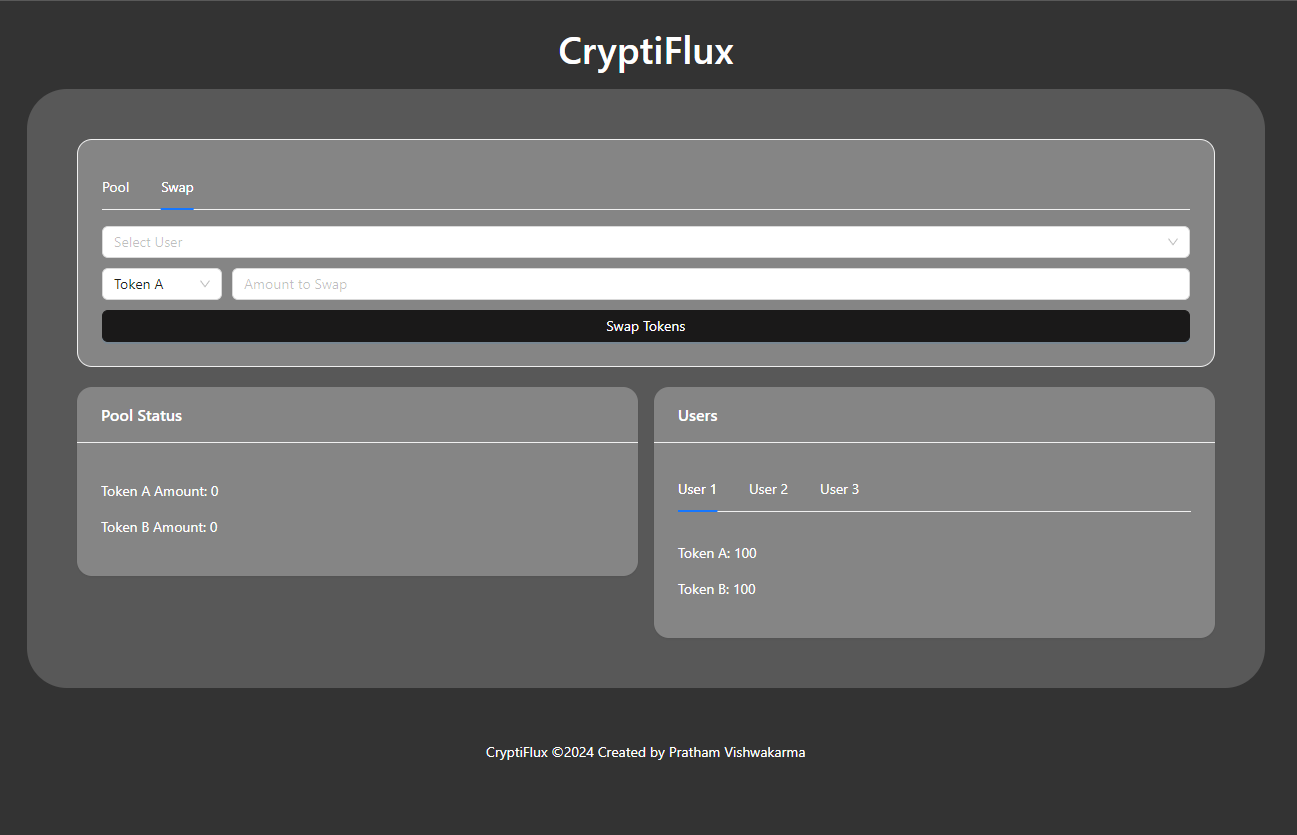 CryptiFlux
Pool Swap
Select User
Token A Amount to Swap
Swap Tokens
Pool Status
Token A Amount: 0
Token B Amount: 0
Users
User 1 User 2 User 3
Token A: 100
Token B: 100
CryptiFlux ©2024 Created by Pratham Vishwakarma